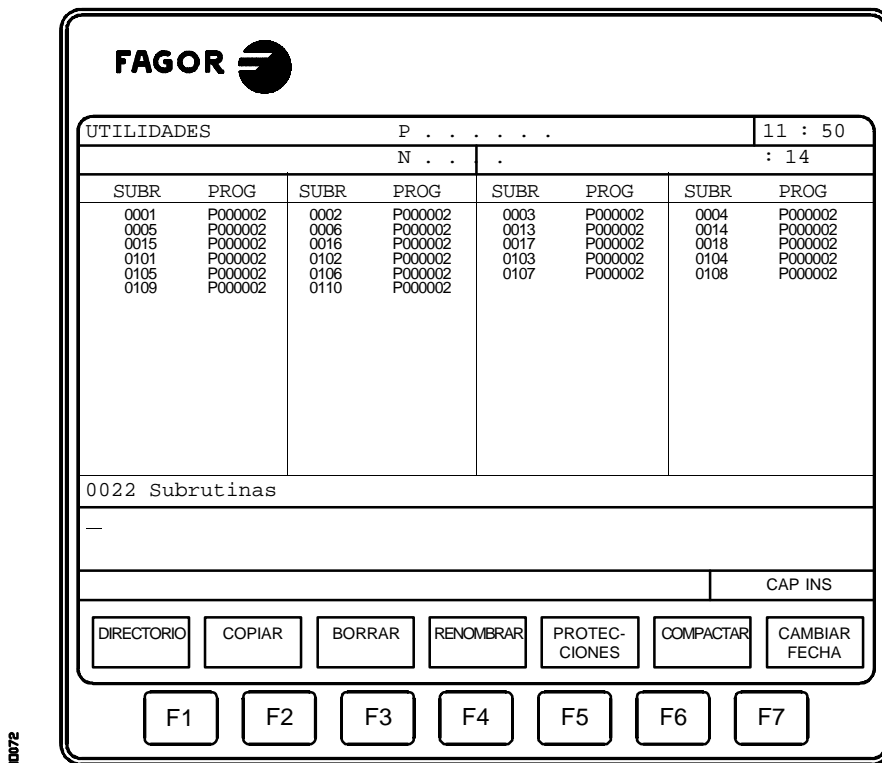 FAGOR
UTILIDADES P . . . . . . 11 : 50
N . . . . : 14
SUBR PROG SUBR PROG SUBR PROG SUBR PROG
0001 P000002 0002 P000002 0003 P000002 0004 P000002
0005 P000002 0006 P000002 0013 P000002 0014 P000002
0015 P000002 0016 P000002 0017 P000002 0018 P000002
0101 P000002 0102 P000002 0103 P000002 0104 P000002
0105 P000002 0106 P000002 0107 P000002 0108 P000002
0109 P000002 0110 P000002
0022 Subrutinas
_
CAP INS
DIRECTORIO COPIAR BORRAR RENOMBRAR PROTEC-
CIONES COMPACTAR CAMBIAR
FECHA
F1 F2 F3 F4 F5 F6 F7